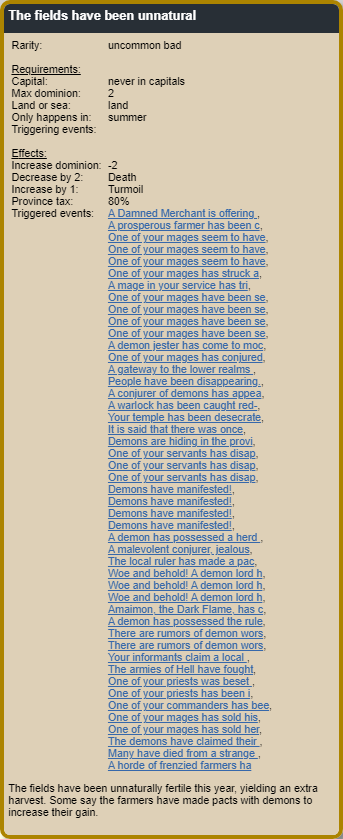 The fields have been unnatural
Rarity: uncommon bad
Requirements:
Capital: never in capitals
Max dominion: 2
Land or sea: land
Only happens in: summer
Triggering events:
Effects:
Increase dominion: -2
Decrease by 2: Death
Increase by 1: Turmoil
Province tax: 80%
Triggered events: A Damned Merchant is offering ,
A prosperous farmer has been c,
One of your mages seem to have,
One of your mages seem to have,
One of your mages seem to have,
One of your mages has struck a,
A mage in your service has tri,
One of your mages have been se,
One of your mages have been se,
One of your mages have been se,
One of your mages have been se,
A demon jester has come to moc,
One of your mages has conjured,
A gateway to the lower realms ,
People have been disappearing.,
A conjurer of demons has appea,
A warlock has been caught red-,
Your temple has been desecrate,
It is said that there was once,
Demons are hiding in the provi,
One of your servants has disap,
One of your servants has disap,
One of your servants has disap,
Demons have manifested!,
Demons have manifested!,
Demons have manifested!,
Demons have manifested!,
A demon has possessed a herd ,
A malevolent conjurer, jealous,
The local ruler has made a pac,
Woe and behold! A demon lord h,
Woe and behold! A demon lord h,
Woe and behold! A demon lord h,
Amaimon, the Dark Flame, has c,
A demon has possessed the rule,
There are rumors of demon wors,
There are rumors of demon wors,
Your informants claim a local ,
The armies of Hell have fought,
One of your priests was beset ,
One of your priests has been i,
One of your commanders has bee,
One of your mages has sold his,
One of your mages has sold her,
The demons have claimed their ,
Many have died from a strange ,
A horde of frenzied farmers ha
The fields have been unnaturally fertile this year, yielding an extra
harvest. Some say the farmers have made pacts with demons to
increase their gain.